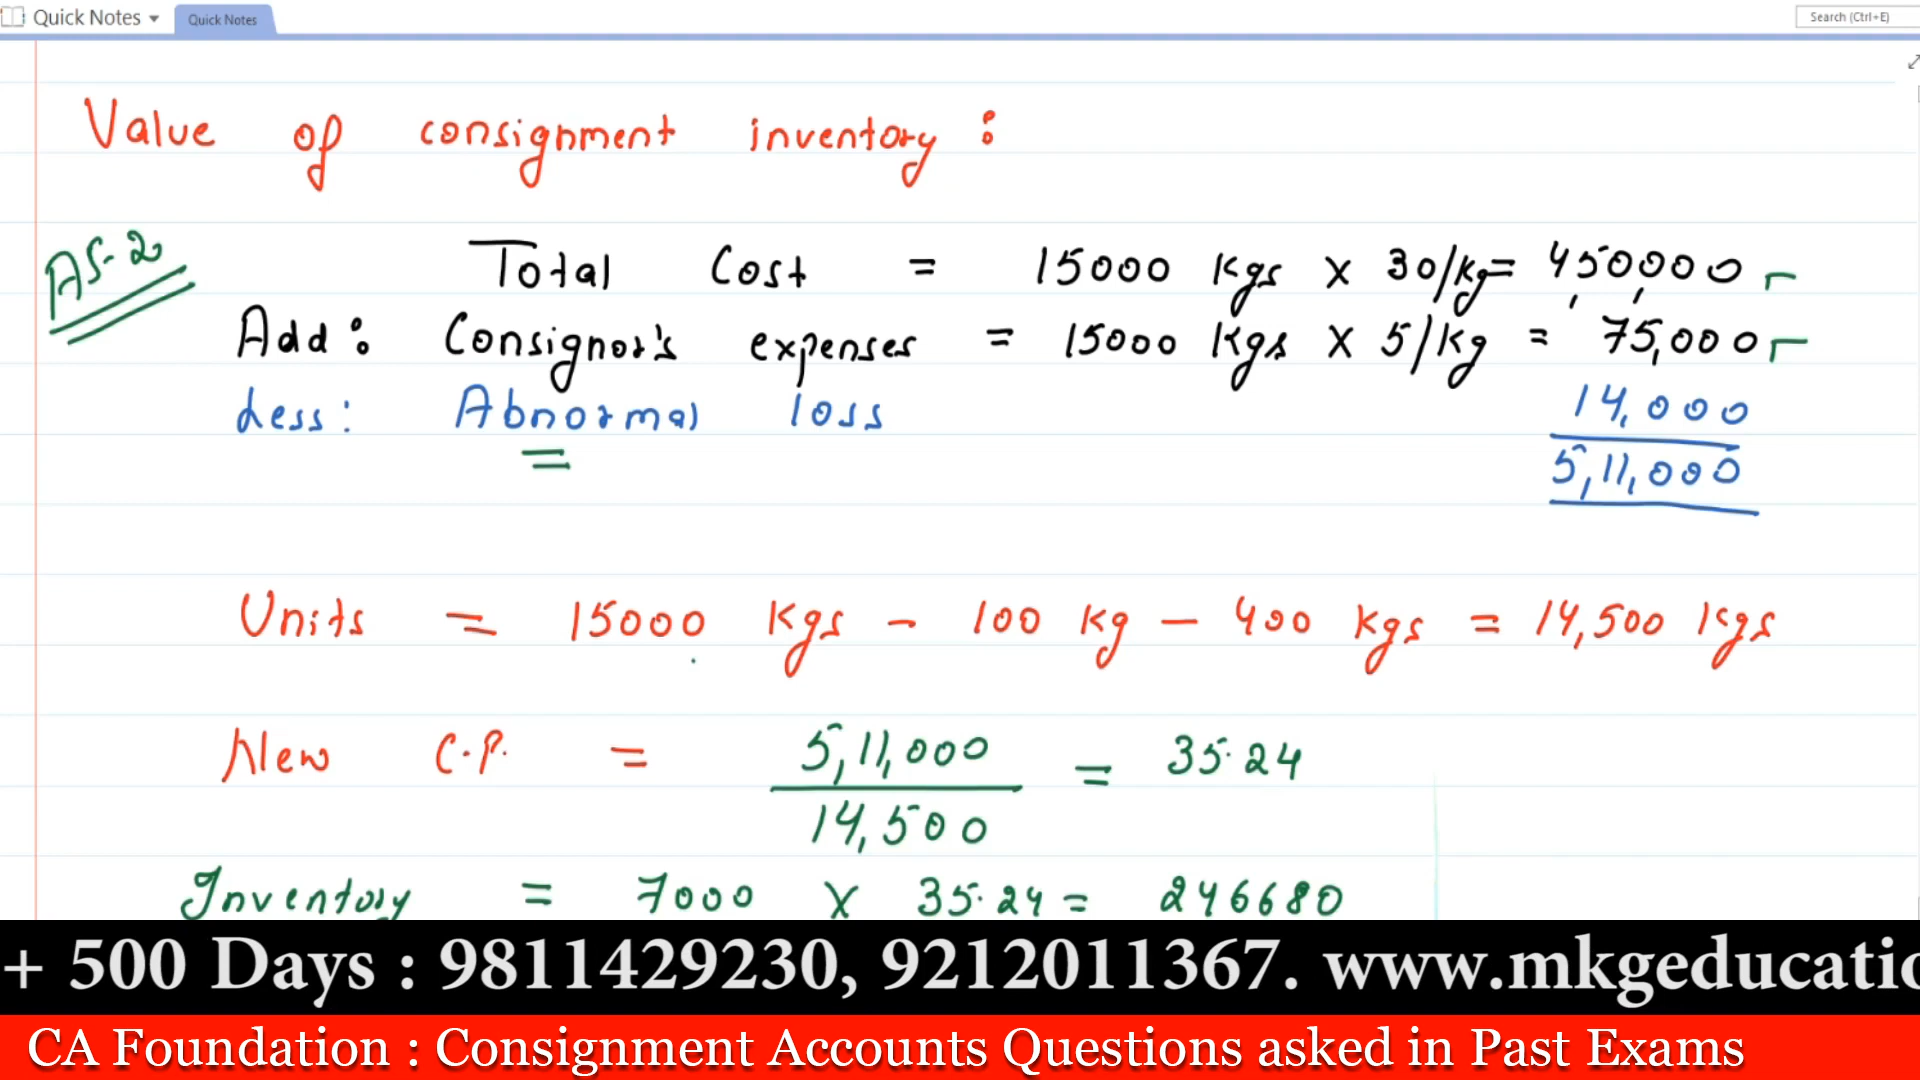 Quick Notes
Quick Notes
Search (Ctrl+E)
Value of consignment inventory :
AS-2
Total Cost = 15000 Kgs X 30/kg= 450,000
Add : Consignor's expenses = 15000 Kgs X 5/Kg = 75,000
Less : Abnormal loss 14,000
5,11,000
Units = 15000 Kgs - 100 Kg - 400 Kgs = 14,500 Kgs
New C.P. = 5,11,000 = 35.24
14,500
Inventory = 7000 X 35.24 = 246680
+ 500 Days : 9811429230, 9212011367. www.mkgeducatio
CA Foundation : Consignment Accounts Questions asked in Past Exams